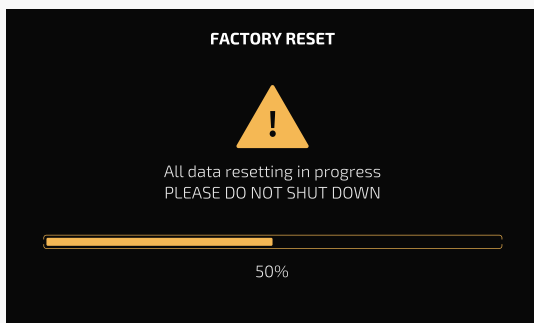 FACTORY RESET
!
All data resetting in progress
PLEASE DO NOT SHUT DOWN
50%